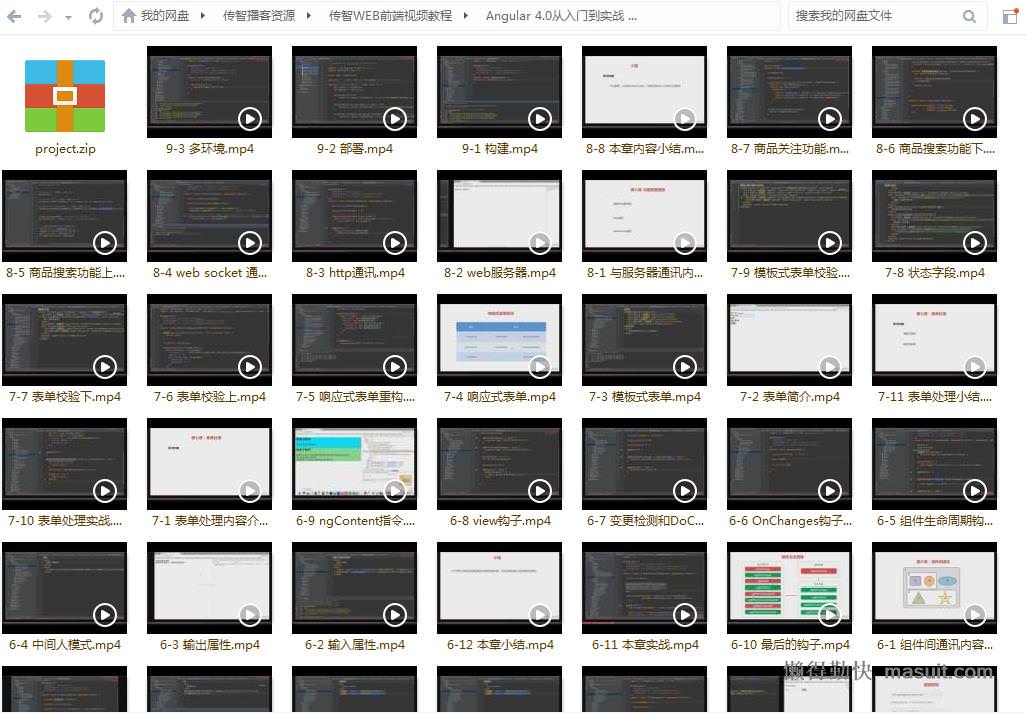 我的网盘 传智播客资源 传智WEB前端视频教程 Angular 4.0从入门到实战 ... 搜索我的网盘文件
project.zip 9-3 多环境.mp4 9-2 部署.mp4 9-1 构建.mp4 8-8 本章内容小结.m... 8-7 商品关注功能.m... 8-6 商品搜索功能下....
8-5 商品搜索功能上.... 8-4 web socket 通... 8-3 http通讯.mp4 8-2 web服务器.mp4 8-1 与服务器通讯内... 7-9 模板式表单校验.... 7-8 状态字段.mp4
7-7 表单校验下.mp4 7-6 表单校验上.mp4 7-5 响应式表单重构.... 7-4 响应式表单.mp4 7-3 模板式表单.mp4 7-2 表单简介.mp4 7-11 表单处理小结....
7-10 表单处理实战.... 7-1 表单处理内容介... 6-9 ngContent指令.... 6-8 view钩子.mp4 6-7 变更检测和DoC... 6-6 OnChanges钩子... 6-5 组件生命周期钩...
6-4 中间人模式.mp4 6-3 输出属性.mp4 6-2 输入属性.mp4 6-12 本章小结.mp4 6-11 本章实战.mp4 6-10 最后的钩子.mp4 6-1 组件间通讯内容...
懒得勤快 masuit.com